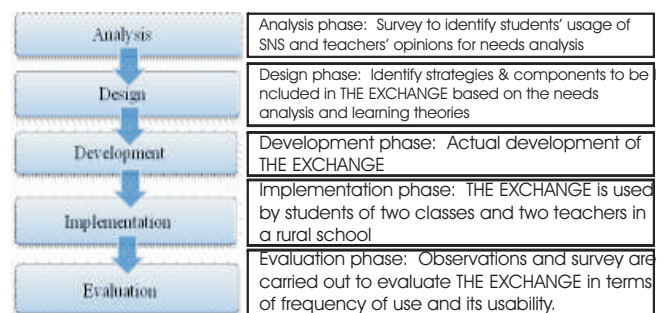 Analysis
Analysis phase: Survey to identify students' usage of
SNS and teachers' opinions for needs analysis
Design
Design phase: Identify strategies & components to be i
ncluded in THE EXCHANGE based on the needs
analysis and learning theories
Development
Development phase: Actual development of
THE EXCHANGE
Implementation
Implementation phase: THE EXCHANGE is used
by students of two classes and two teachers in
a rural school
Evaluation
Evaluation phase: Observations and survey are
carried out to evaluate THE EXCHANGE in terms
of frequency of use and its usability.